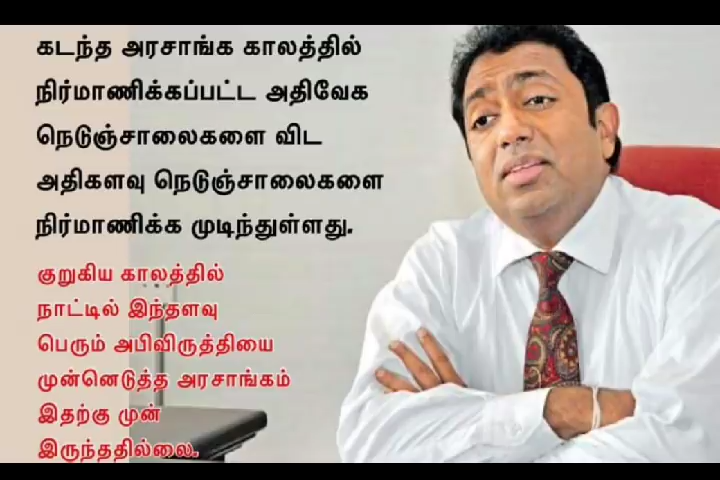 கடந்த அரசாங்க காலத்தில்
நிர்மாணிக்கப்பட்ட அதிவேக
நெடுஞ்சாலைகளை விட
அதிகளவு நெடுஞ்சாலைகளை
நிர்மாணிக்க முடிந்துள்ளது.
குறுகிய காலத்தில்
நாட்டில் இந்தளவு
பெரும் அபிவிருத்தியை
முன்னெடுத்த அரசாங்கம்
இதற்கு முன்
இருந்ததில்லை.